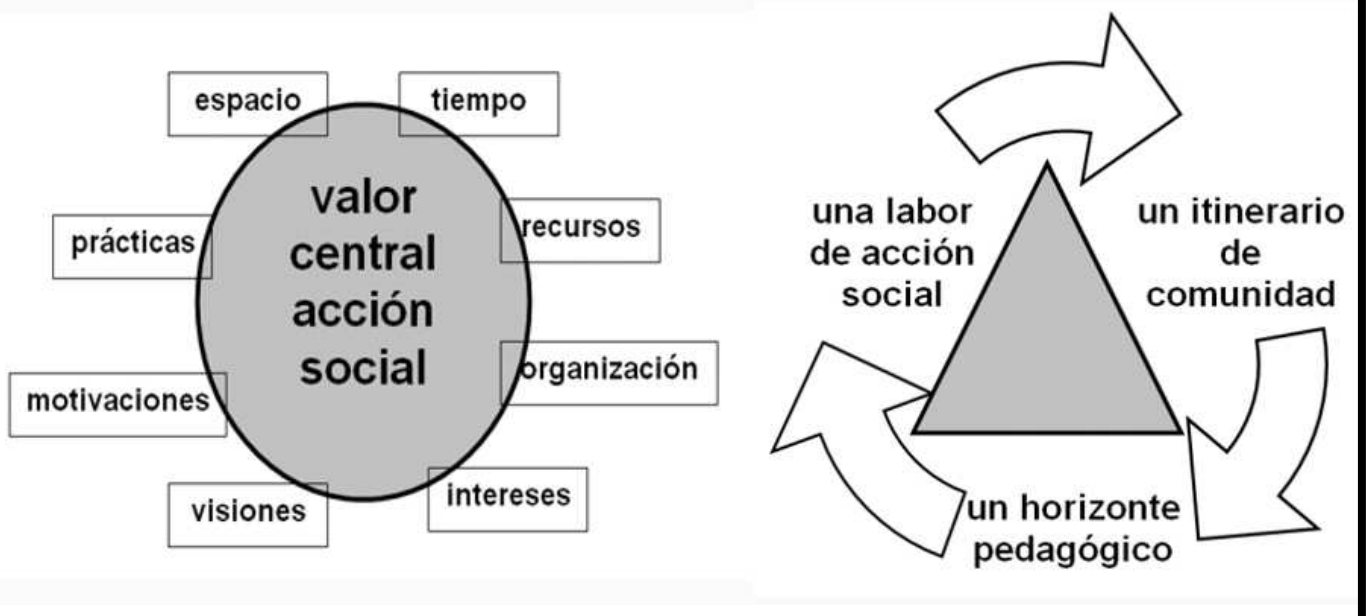 espacio
tiempo
valor
central
acción
social
prácticas
recursos
motivaciones
organización
visiones
intereses
una labor
de acción
social
un itinerario
de
comunidad
un horizonte
pedagógico